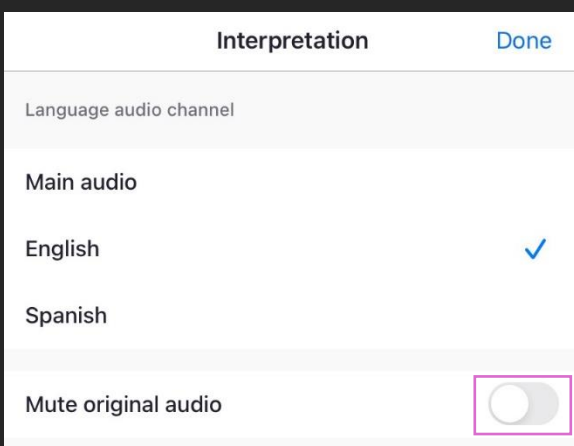 Interpretation Done
Language audio channel
Main audio
English
Spanish
Mute original audio